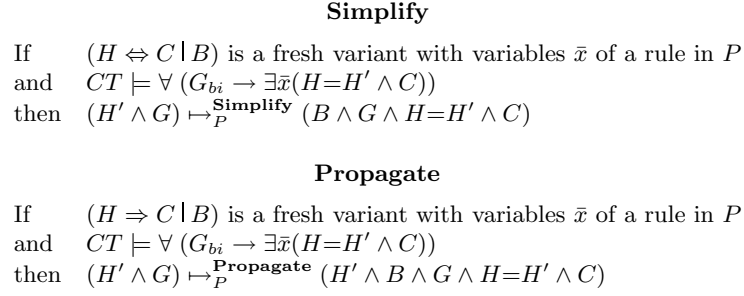 Simplify
If (H ⇔ C | B) is a fresh variant with variables x̄ of a rule in P
and CT ⊨ ∀ (G_bi → ∃x̄(H=H′ ∧ C))
then (H′ ∧ G) ↦_P^Simplify (B ∧ G ∧ H=H′ ∧ C)
Propagate
If (H ⇒ C | B) is a fresh variant with variables x̄ of a rule in P
and CT ⊨ ∀ (G_bi → ∃x̄(H=H′ ∧ C))
then (H′ ∧ G) ↦_P^Propagate (H′ ∧ B ∧ G ∧ H=H′ ∧ C)